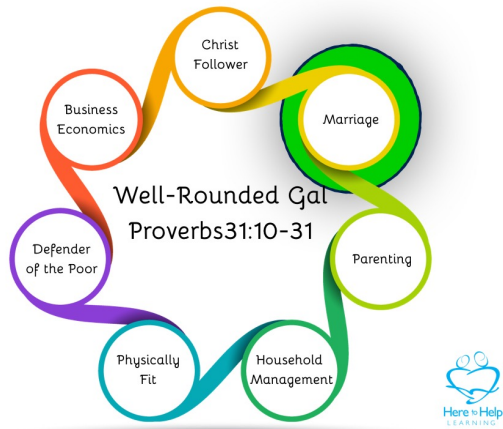 Christ
Follower
Marriage
Parenting
Household
Management
Physically
Fit
Defender
of the Poor
Business
Economics
Well-Rounded Gal
Proverbs31:10-31
Here to Help
LEARNING